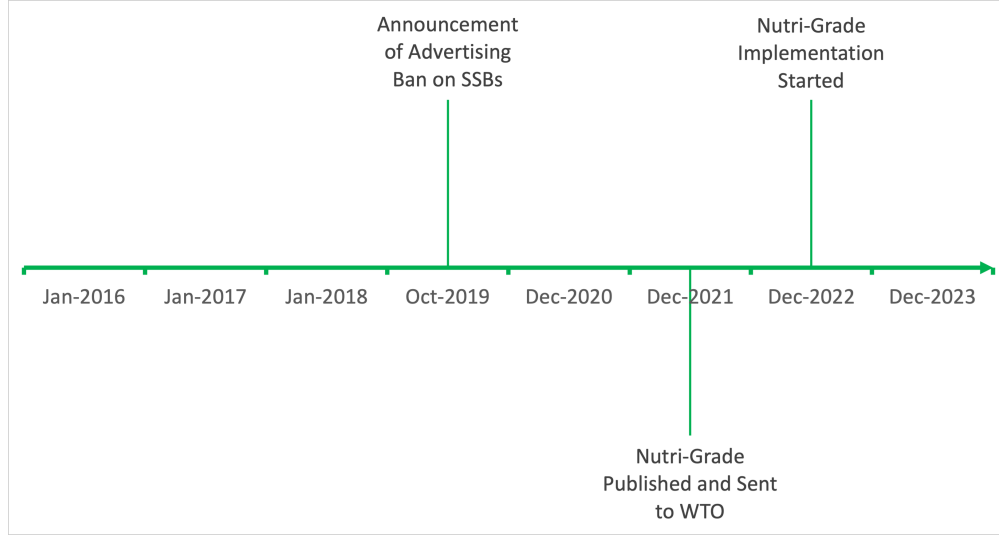 Announcement
of Advertising
Ban on SSBs
Nutri-Grade
Implementation
Started
Jan-2016
Jan-2017
Jan-2018
Oct-2019
Dec-2020
Dec-2021
Dec-2022
Dec-2023
Nutri-Grade
Published and Sent
to WTO